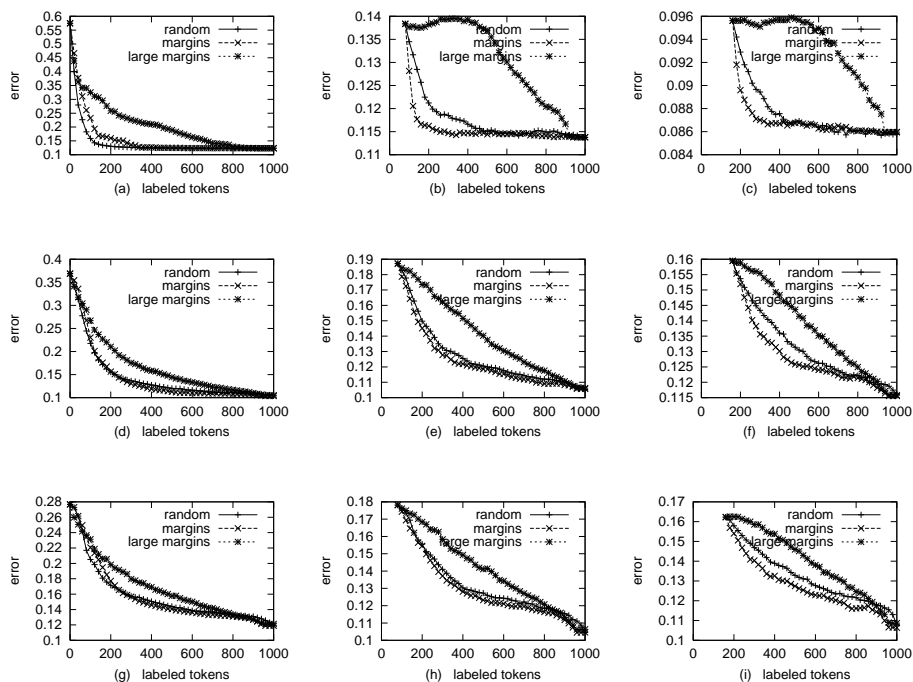 0.6
0.55
0.5
0.45
0.4
0.35
0.3
0.25
0.2
0.15
0.1
error
random
margins
large margins
0 200 400 600 800 1000
(a) labeled tokens
0.14
0.135
0.13
0.125
0.12
0.115
0.11
error
random
margins
large margins
0 200 400 600 800 1000
(b) labeled tokens
0.096
0.094
0.092
0.09
0.088
0.086
0.084
error
random
margins
large margins
0 200 400 600 800 1000
(c) labeled tokens
0.4
0.35
0.3
0.25
0.2
0.15
0.1
error
random
margins
large margins
0 200 400 600 800 1000
(d) labeled tokens
0.19
0.18
0.17
0.16
0.15
0.14
0.13
0.12
0.11
0.1
error
random
margins
large margins
0 200 400 600 800 1000
(e) labeled tokens
0.16
0.155
0.15
0.145
0.14
0.135
0.13
0.125
0.12
0.115
error
random
margins
large margins
0 200 400 600 800 1000
(f) labeled tokens
0.28
0.26
0.24
0.22
0.2
0.18
0.16
0.14
0.12
0.1
error
random
margins
large margins
0 200 400 600 800 1000
(g) labeled tokens
0.18
0.17
0.16
0.15
0.14
0.13
0.12
0.11
0.1
error
random
margins
large margins
0 200 400 600 800 1000
(h) labeled tokens
0.17
0.16
0.15
0.14
0.13
0.12
0.11
0.1
error
random
margins
large margins
0 200 400 600 800 1000
(i) labeled tokens